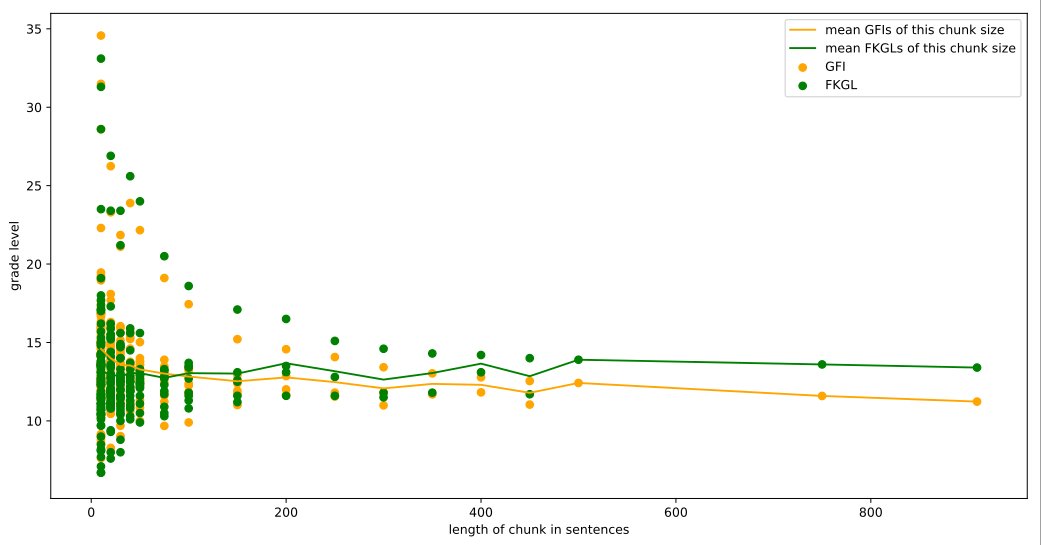 mean GFIs of this chunk size
mean FKGLs of this chunk size
GFI
FKGL
35
30
25
20
15
10
grade level
0
200
400
600
800
length of chunk in sentences